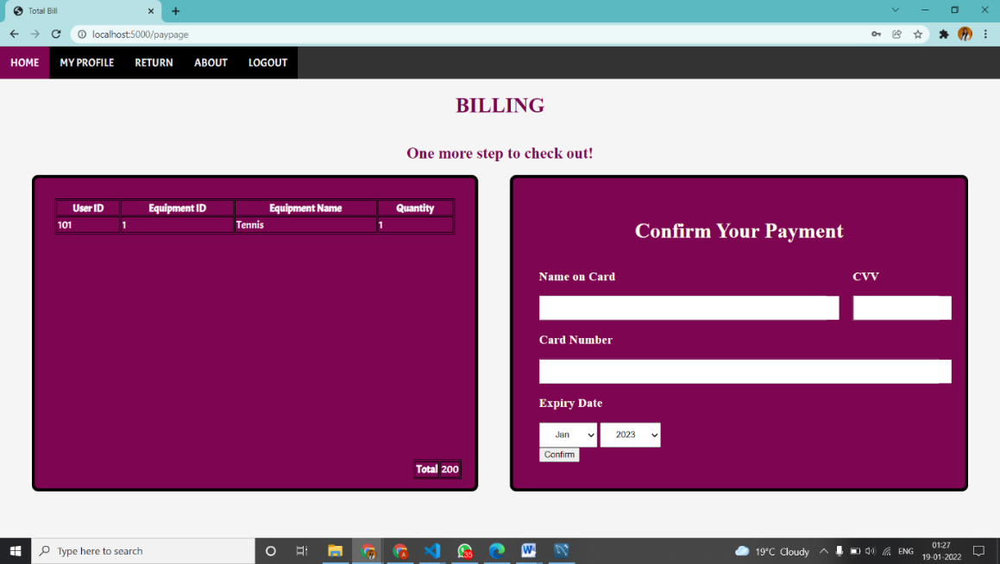 Total Bill
localhost:5000/paypage
HOME MY PROFILE RETURN ABOUT LOGOUT
BILLING
One more step to check out!
User ID Equipment ID Equipment Name Quantity
101 1 Tennis 1
Total 200
Confirm Your Payment
Name on Card CVV
Card Number
Expiry Date
Jan 2023
Confirm
Type here to search
35
19°C Cloudy
ENG
01:27
19-01-2022